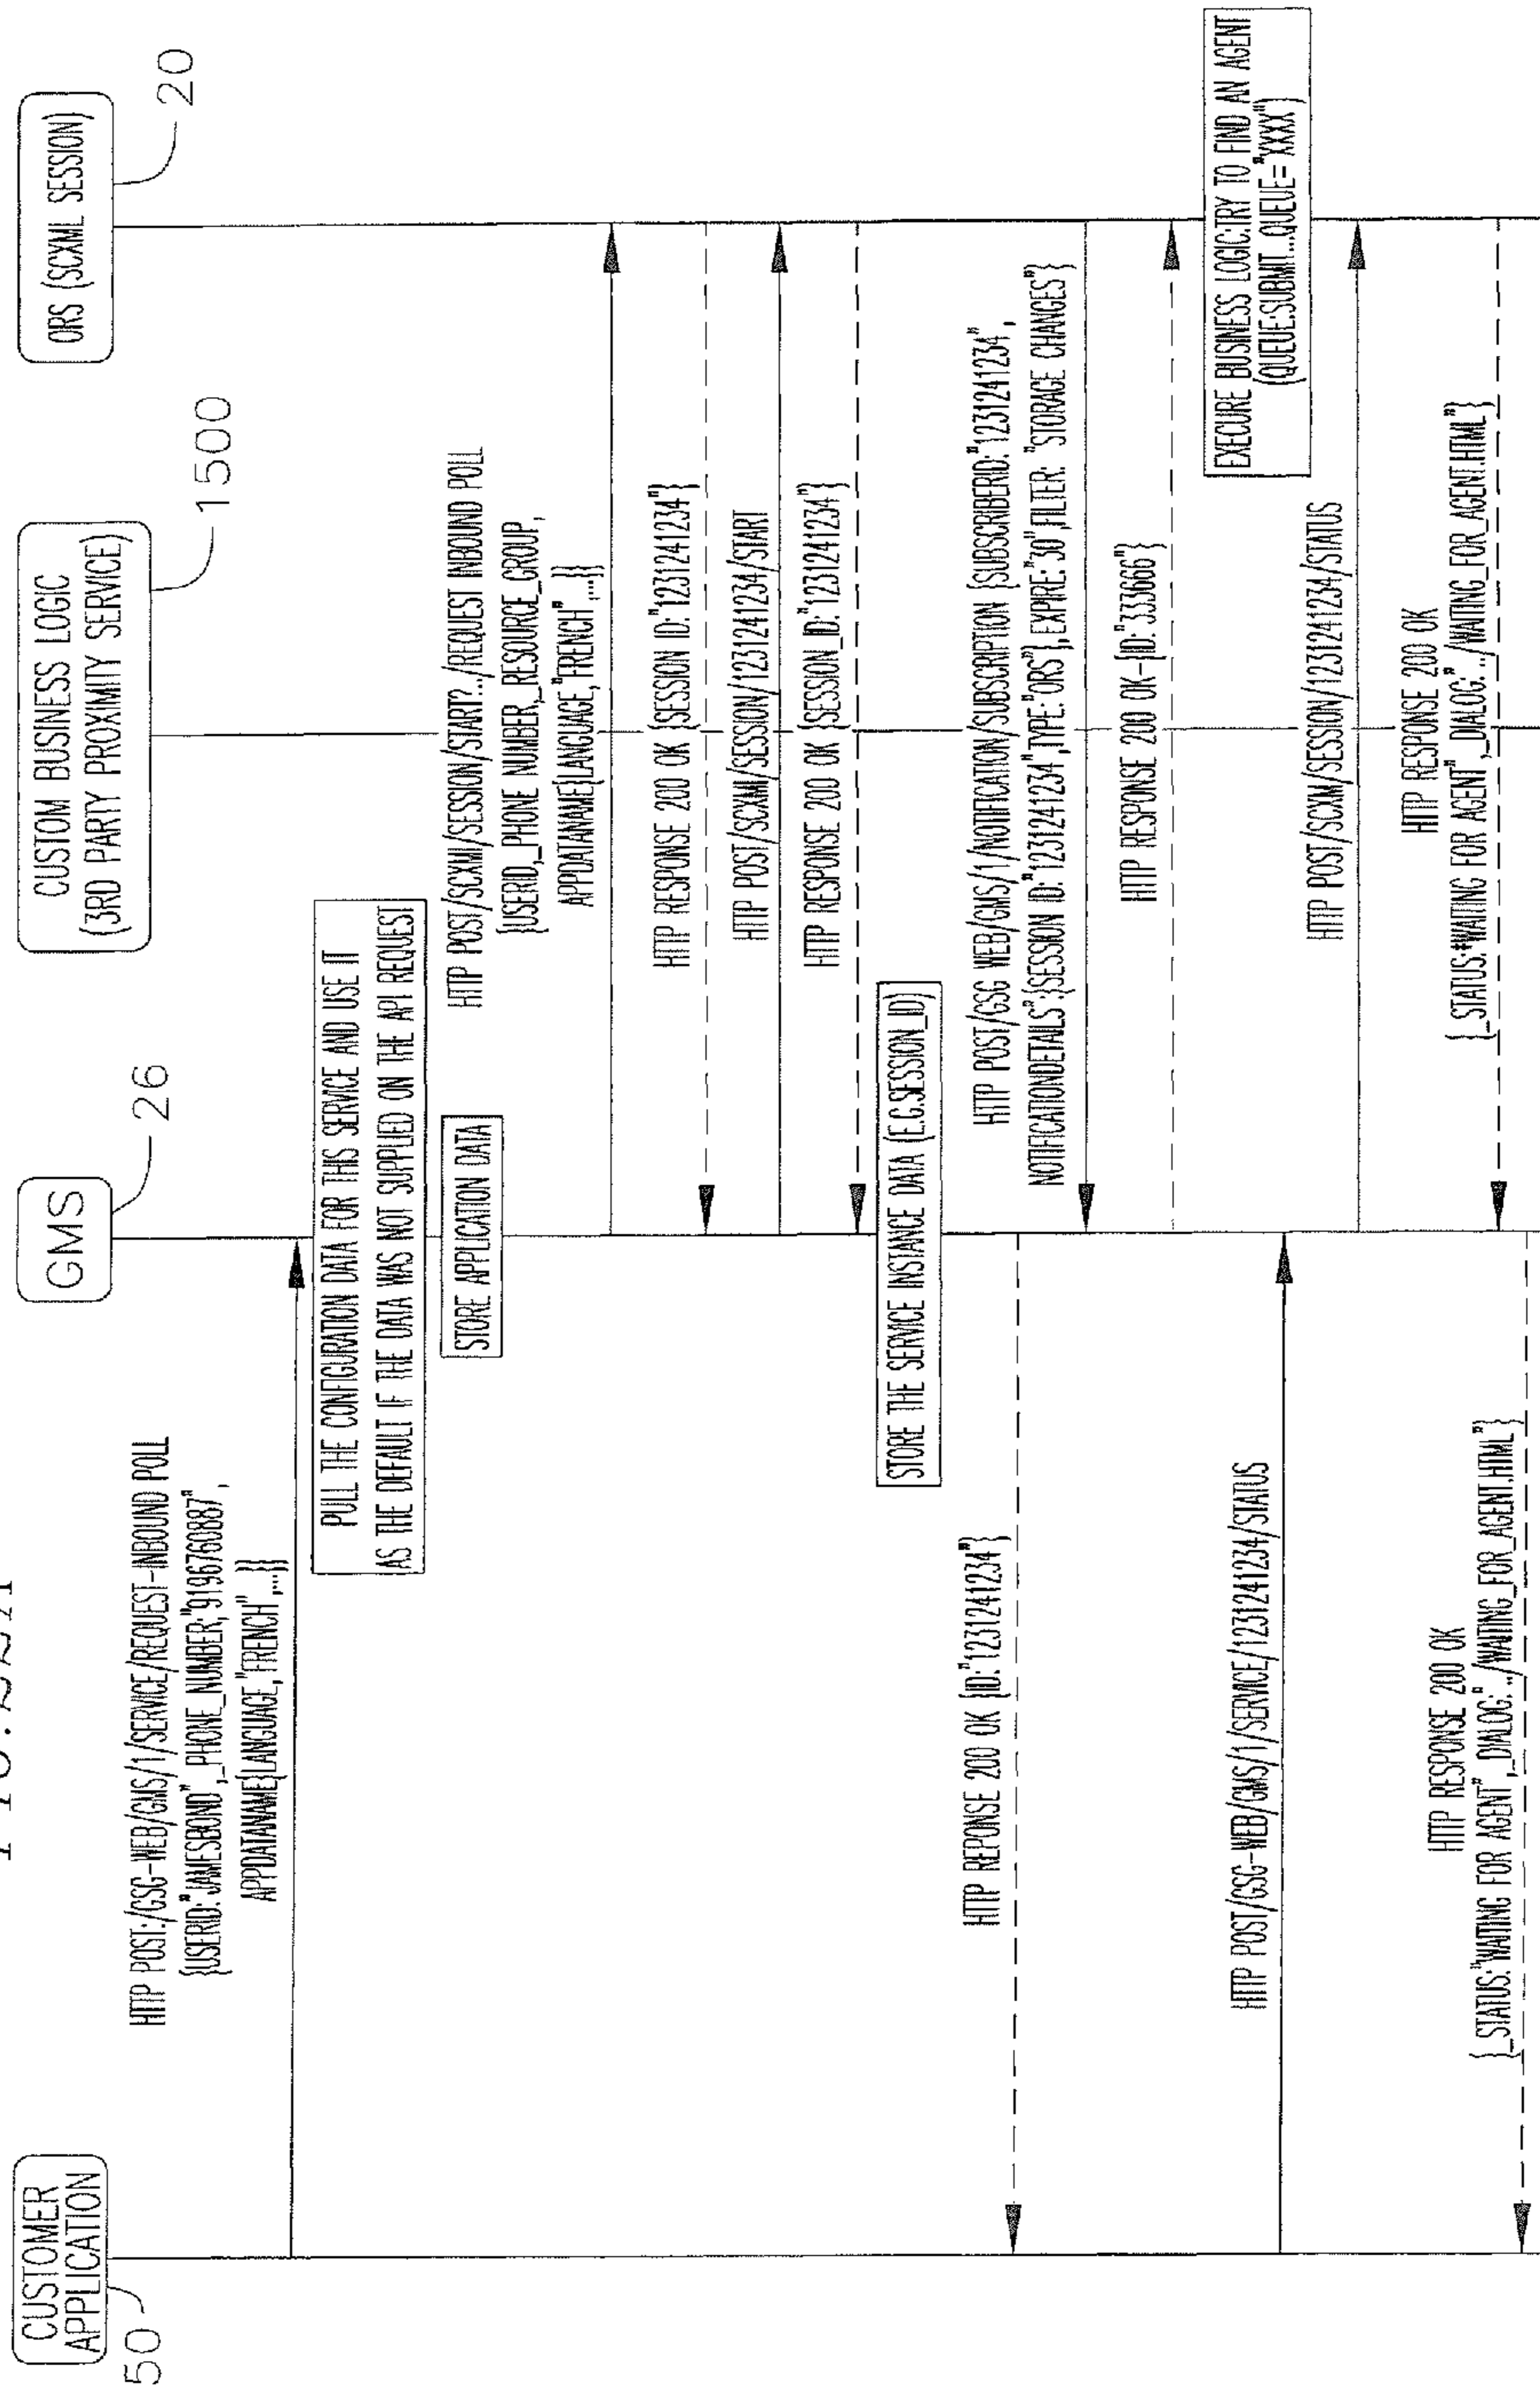 CUSTOMER
APPLICATION
50
GMS
26
CUSTOM BUSINESS LOGIC
(3RD PARTY PROXIMITY SERVICE)
1500
ORS (SCXML SESSION)
20
HTTP POST:/GSG-WEB/GMS/1/SERVICE/REQUEST-INBOUND POLL
{USERID:"JAMESBOND",_PHONE_NUMBER;"9196760887",
APPDATANAME{LANGUAGE,"FRENCH",...}}
PULL THE CONFIGURATION DATA FOR THIS SERVICE AND USE IT
AS THE DEFAULT IF THE DATA WAS NOT SUPPLIED ON THE API REQUEST
STORE APPLICATION DATA
HTTP POST/SCXMl/SESSION/START?../REQUEST INBOUND POLL
{USERID,_PHONE NUMBER,_RESOURCE_GROUP,
APPDATANAME{LANGUAGE,"FRENCH",...}}
HTTP RESPONSE 200 OK {SESSION ID:"1231241234"}
HTTP POST/SCXMl/SESSION/1231241234/START
HTTP RESPONSE 200 OK {SESSION_ID:"1231241234"}
STORE THE SERVICE INSTANCE DATA (E.G.SESSION_ID)
HTTP REPONSE 200 OK {ID:"1231241234"}
HTTP POST/GSG WEB/GMS/1/NOTIFICATION/SUBSCRIPTION {SUBSCRIBERID:"1231241234",
NOTIFICATIONDETAILS":{SESSION ID:"1231241234",TYPE:"ORS"},EXPIRE:"30",FILTER: "STORAGE CHANGES"}
HTTP RESPONSE 200 OK-{ID:"333666"}
EXECURE BUSINESS LOGIC:TRY TO FIND AN AGENT
(QUEUE:SUBMIT...QUEUE="XXXX")
HTTP POST/GSG-WEB/GMS/1/SERVICE/1231241234/STATUS
HTTP POST/SCXM/SESSION/1231241234/STATUS
HTTP RESPONSE 200 OK
{_STATUS:"WAITING FOR AGENT",_DIALOG:"../WAITING_FOR_AGENT.HTML"}
HTTP RESPONSE 200 OK
{_STATUS:"WAITING FOR AGENT",_DIALOG:"../WAITING_FOR_AGENT.HTML"}